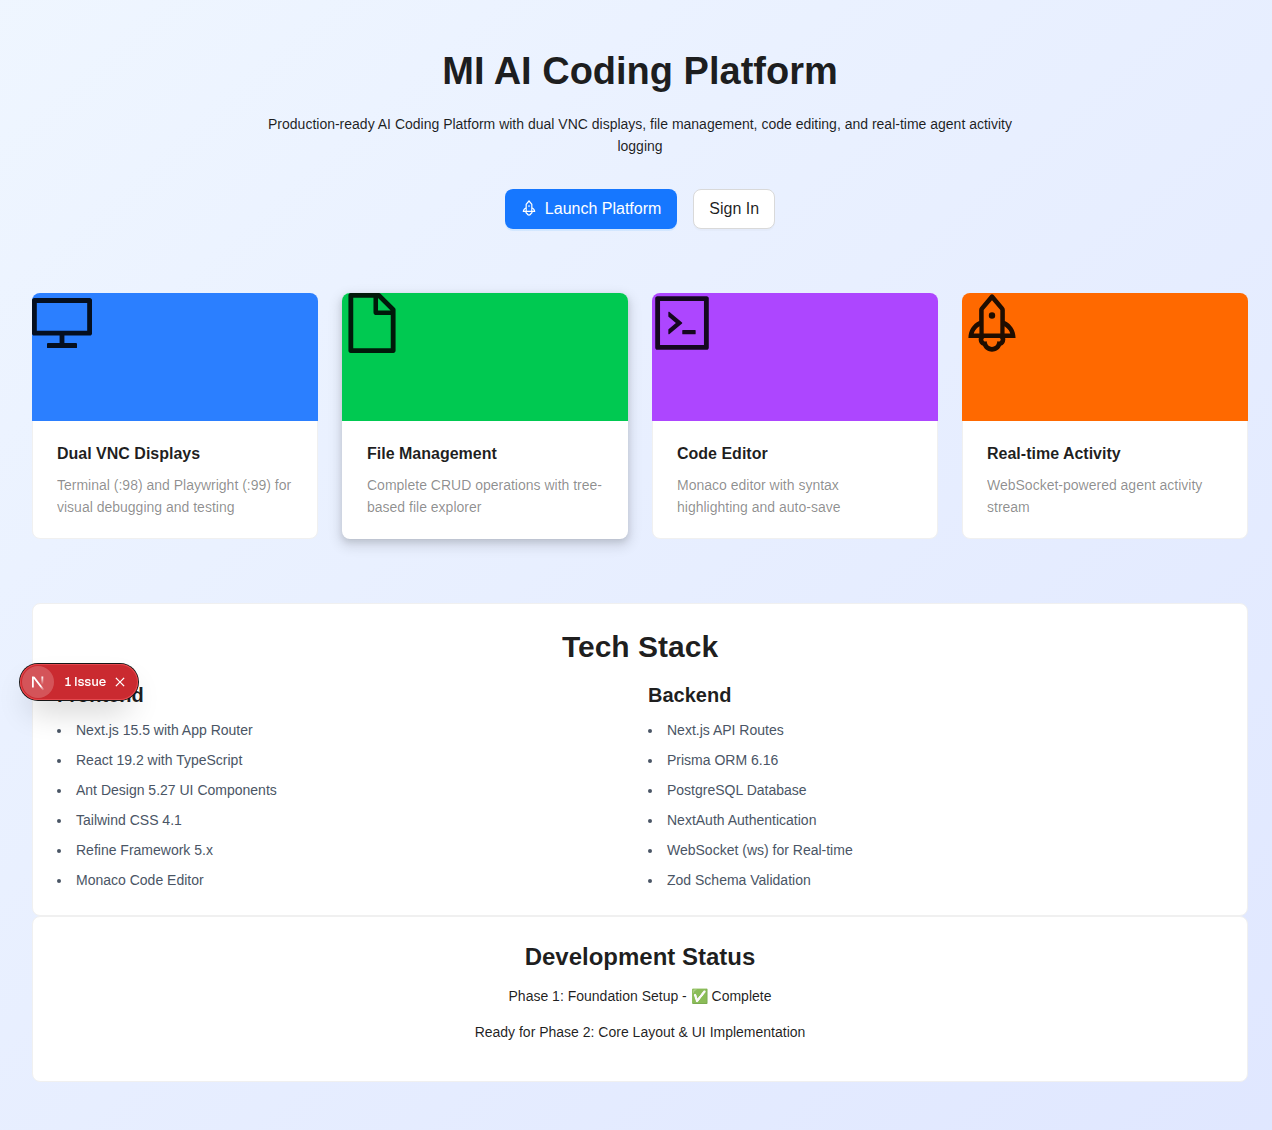 MI AI Coding Platform
Production-ready AI Coding Platform with dual VNC displays, file management, code editing, and real-time agent activity
logging
Launch Platform
Sign In
Dual VNC Displays
Terminal (:98) and Playwright (:99) for
visual debugging and testing
File Management
Complete CRUD operations with tree-
based file explorer
Code Editor
Monaco editor with syntax
highlighting and auto-save
Real-time Activity
WebSocket-powered agent activity
stream
Tech Stack
N 1 Issue
Backend
Next.js 15.5 with App Router
React 19.2 with TypeScript
Ant Design 5.27 UI Components
Tailwind CSS 4.1
Refine Framework 5.x
Monaco Code Editor
Next.js API Routes
Prisma ORM 6.16
PostgreSQL Database
NextAuth Authentication
WebSocket (ws) for Real-time
Zod Schema Validation
Development Status
Phase 1: Foundation Setup - ✅ Complete
Ready for Phase 2: Core Layout & UI Implementation